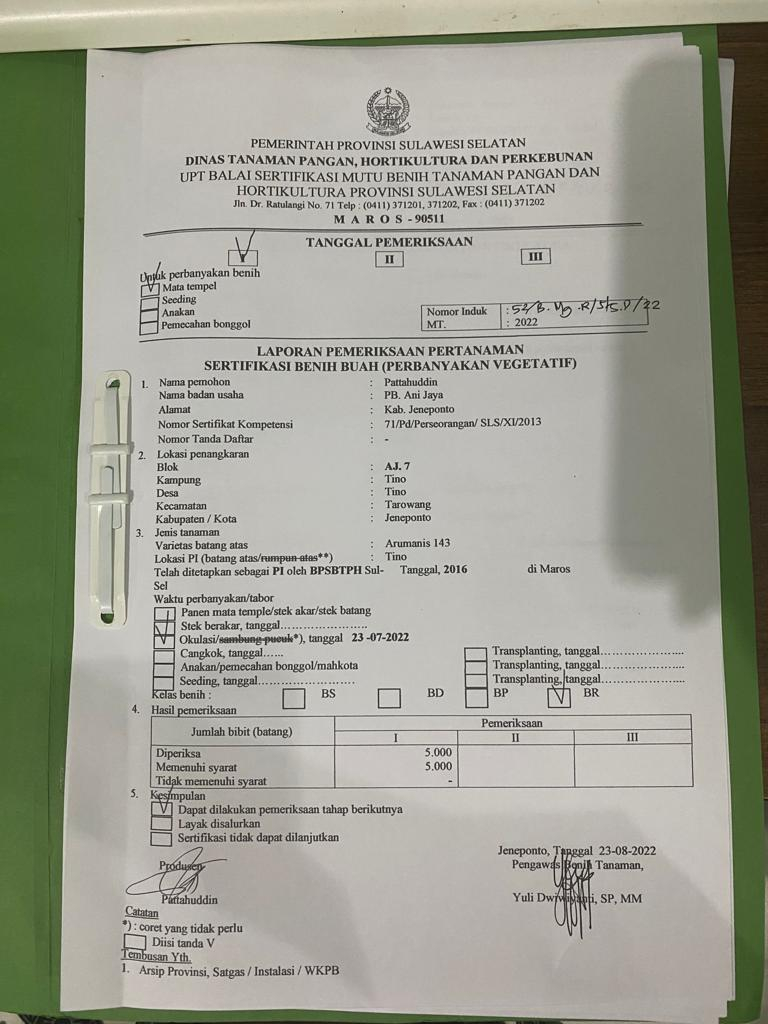 PEMERINTAH PROVINSI SULAWESI SELATAN
DINAS TANAMAN PANGAN, HORTIKULTURA DAN PERKEBUNAN
UPT BALAI SERTIFIKASI MUTU BENIH TANAMAN PANGAN DAN
HORTIKULTURA PROVINSI SULAWESI SELATAN
Jln. Dr. Ratulangi No. 71 Telp : (0411) 371201, 371202, Fax : (0411) 371202
M A R O S - 90511
TANGGAL PEMERIKSAAN
I II III
Untuk perbanyakan benih
V Mata tempel
Seeding
Anakan
Pemecahan bonggol
Nomor Induk : 52/B. Mg .R/
MT. : 2022
LAPORAN PEMERIKSAAN PERTANAMAN
SERTIFIKASI BENIH BUAH (PERBANYAKAN VEGETATIF)
1. Nama pemohon : Pattahuddin
Nama badan usaha : PB. Ani Jaya
Alamat : Kab. Jeneponto
Nomor Sertifikat Kompetensi : 71/Pd/Perseorangan/ SLS/XI/2013
Nomor Tanda Daftar : -
2. Lokasi penangkaran
Blok : AJ. 7
Kampung : Tino
Desa : Tino
Kecamatan : Tarowang
Kabupaten / Kota : Jeneponto
3. Jenis tanaman
Varietas batang atas : Arumanis 143
Lokasi PI (batang atas/rumpun atas**) : Tino
Telah ditetapkan sebagai PI oleh BPSBTPH Sul- Tanggal, 2016 di Maros
Sel
Waktu perbanyakan/tabor
Panen mata temple/stek akar/stek batang
Stek berakar, tanggal.......................
V Okulasi/sambung pucuk*), tanggal 23 -07-2022
Cangkok, tanggal...... Transplanting, tanggal.......................
Anakan/pemecahan bonggol/mahkota Transplanting, tanggal.......................
Seeding, tanggal......................... Transplanting, tanggal.......................
Kelas benih : BS BD BP V BR
4. Hasil pemeriksaan
Jumlah bibit (batang) Pemeriksaan
I II III
Diperiksa 5.000
Memenuhi syarat 5.000
Tidak memenuhi syarat -
5. Kesimpulan
V Dapat dilakukan pemeriksaan tahap berikutnya
Layak disalurkan
Sertifikasi tidak dapat dilanjutkan
Jeneponto, Tanggal 23-08-2022
Produsen Pengawas Benih Tanaman,
Pattahuddin Yuli Dwiwiyanti, SP, MM
Catatan
*) : coret yang tidak perlu
Diisi tanda V
Tembusan Yth.
1. Arsip Provinsi, Satgas / Instalasi / WKPB